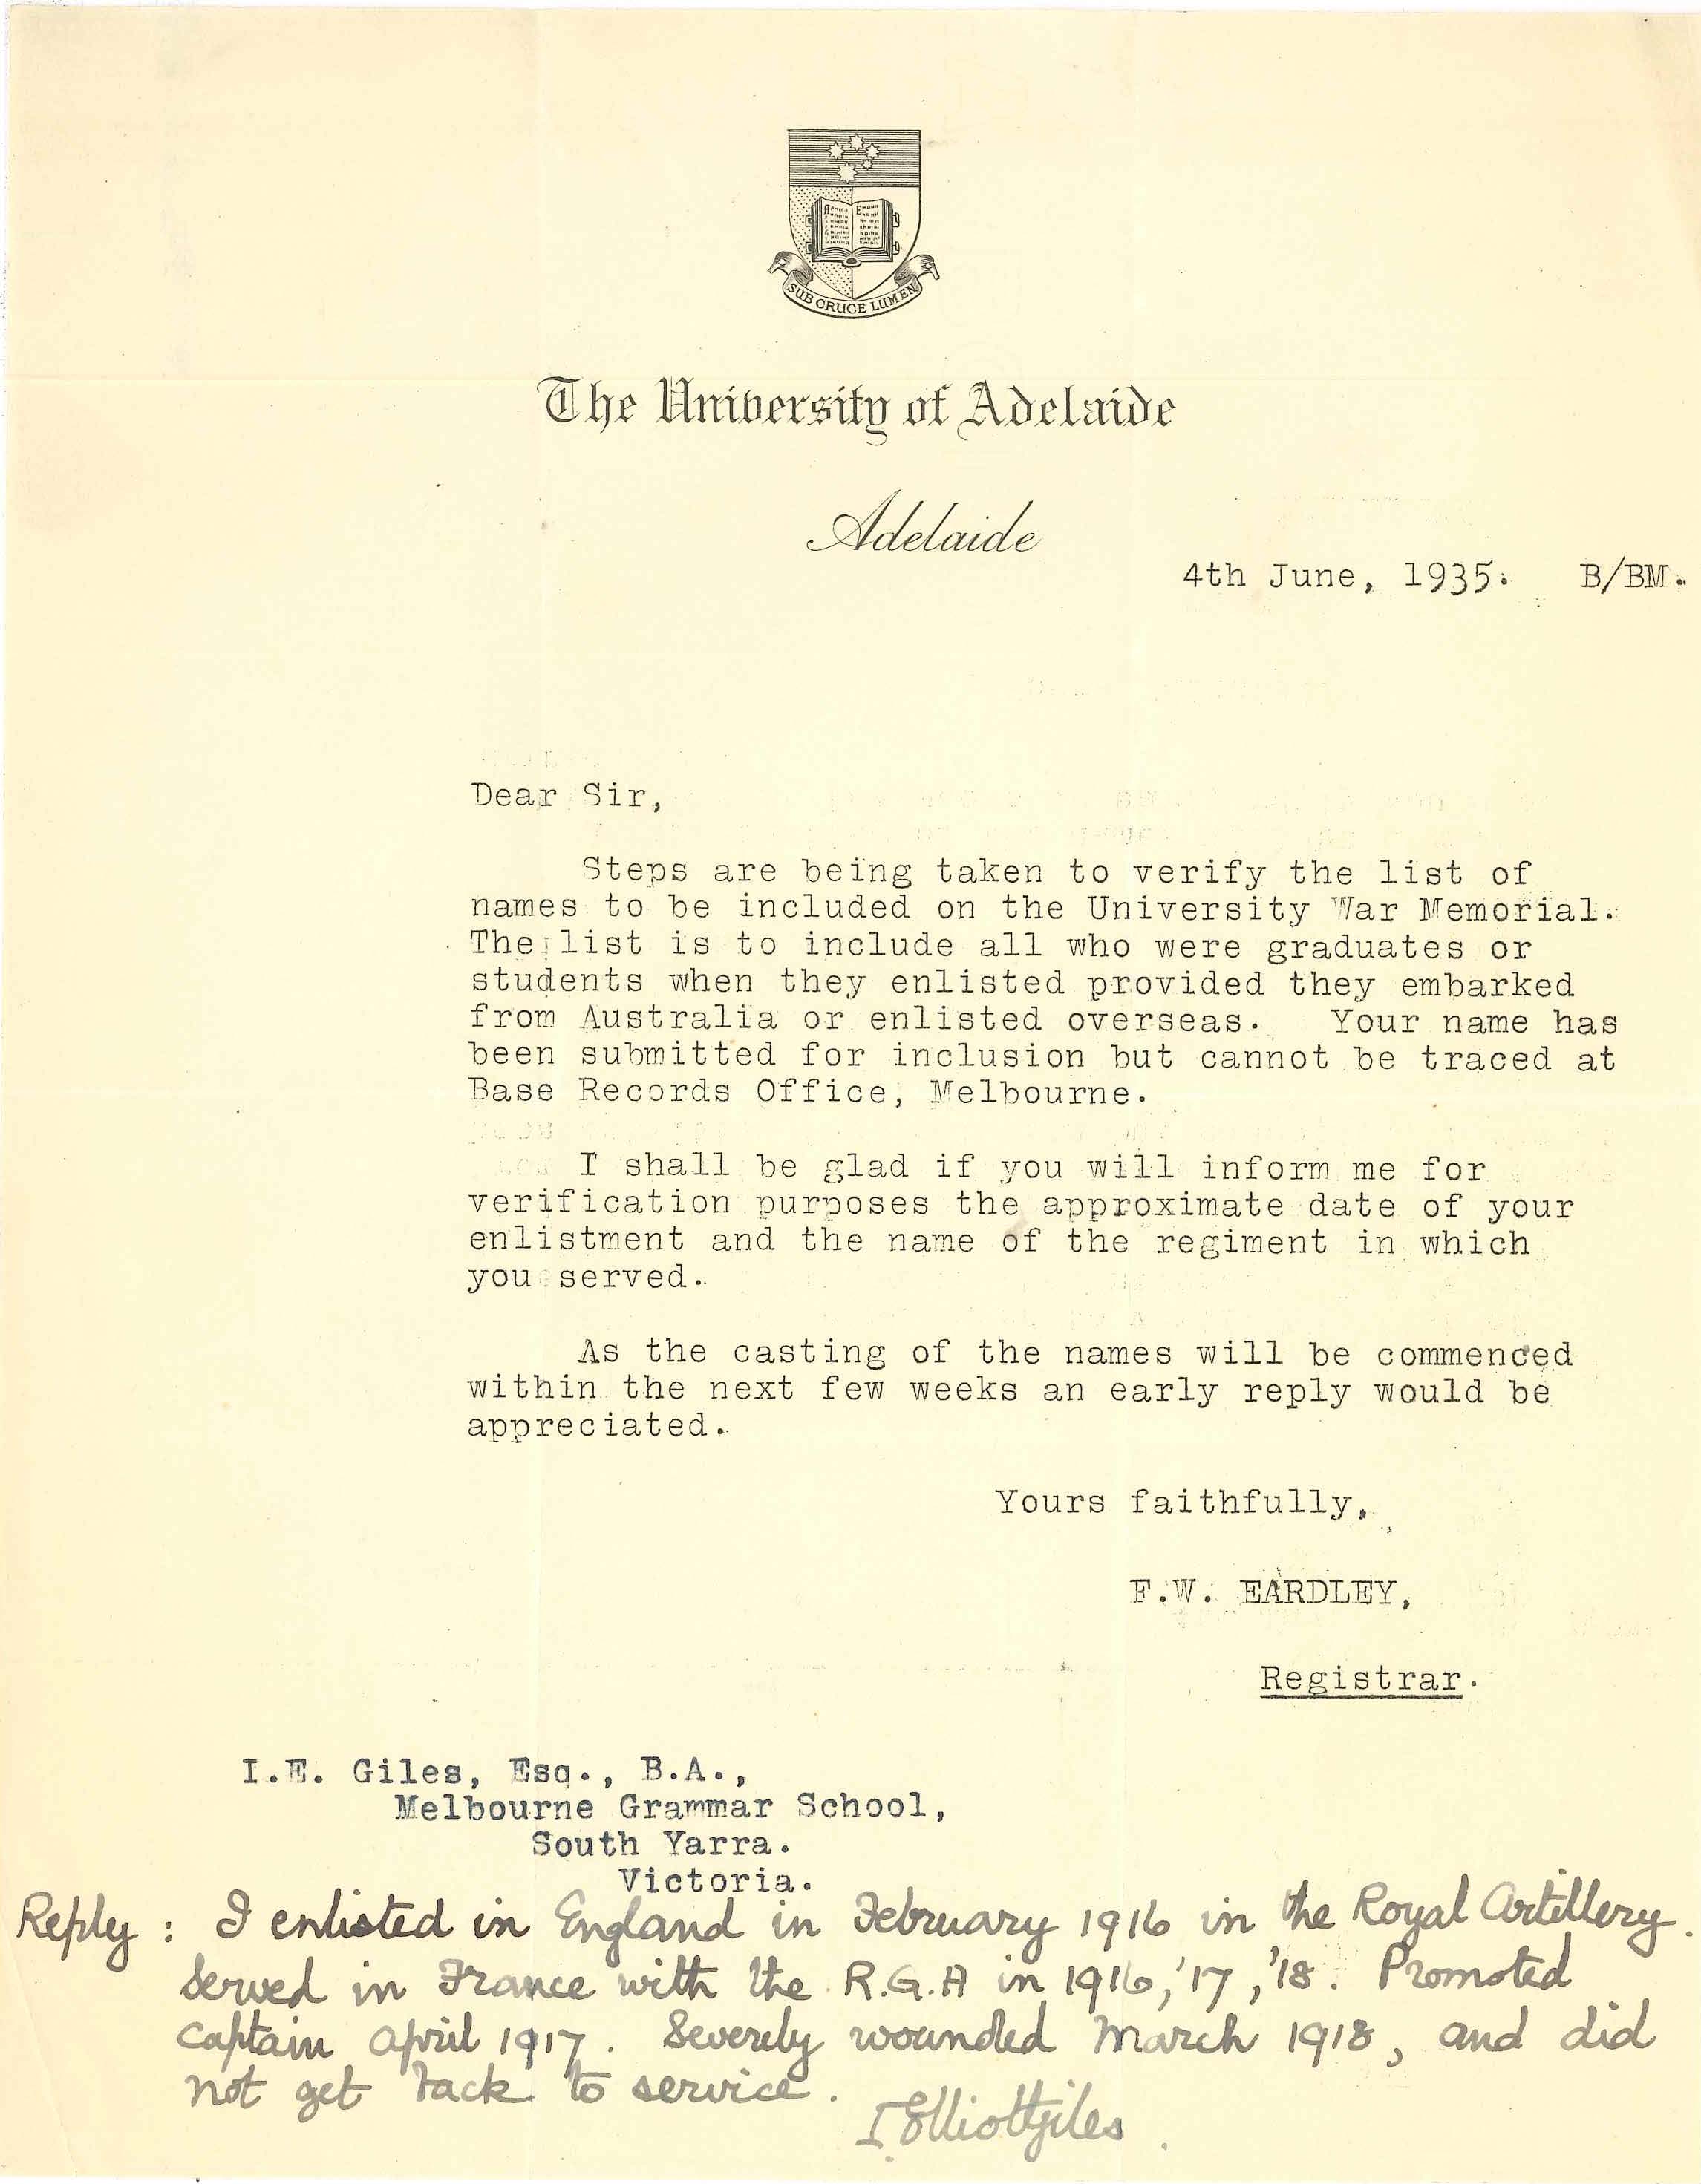 SUB CRUCE LUMEN
The University of Adelaide
Adelaide
4th June, 1935. B/BM.
Dear Sir,
Steps are being taken to verify the list of
names to be included on the University War Memorial.
The list is to include all who were graduates or
students when they enlisted provided they embarked
from Australia or enlisted overseas. Your name has
been submitted for inclusion but cannot be traced at
Base Records Office, Melbourne.
I shall be glad if you will inform me for
verification purposes the approximate date of your
enlistment and the name of the regiment in which
you served.
As the casting of the names will be commenced
within the next few weeks an early reply would be
appreciated.
Yours faithfully,
F.W. EARDLEY,
Registrar.
I.E. Giles, Esq., B.A.,
Melbourne Grammar School,
South Yarra.
Victoria.
Reply : I enlisted in England in February 1916 in the Royal Artillery.
Served in France with the R.G.A in 1916,'17,'18. Promoted
Captain April 1917. Severely wounded March 1918, and did
not get back to service.
I Elliott Giles.